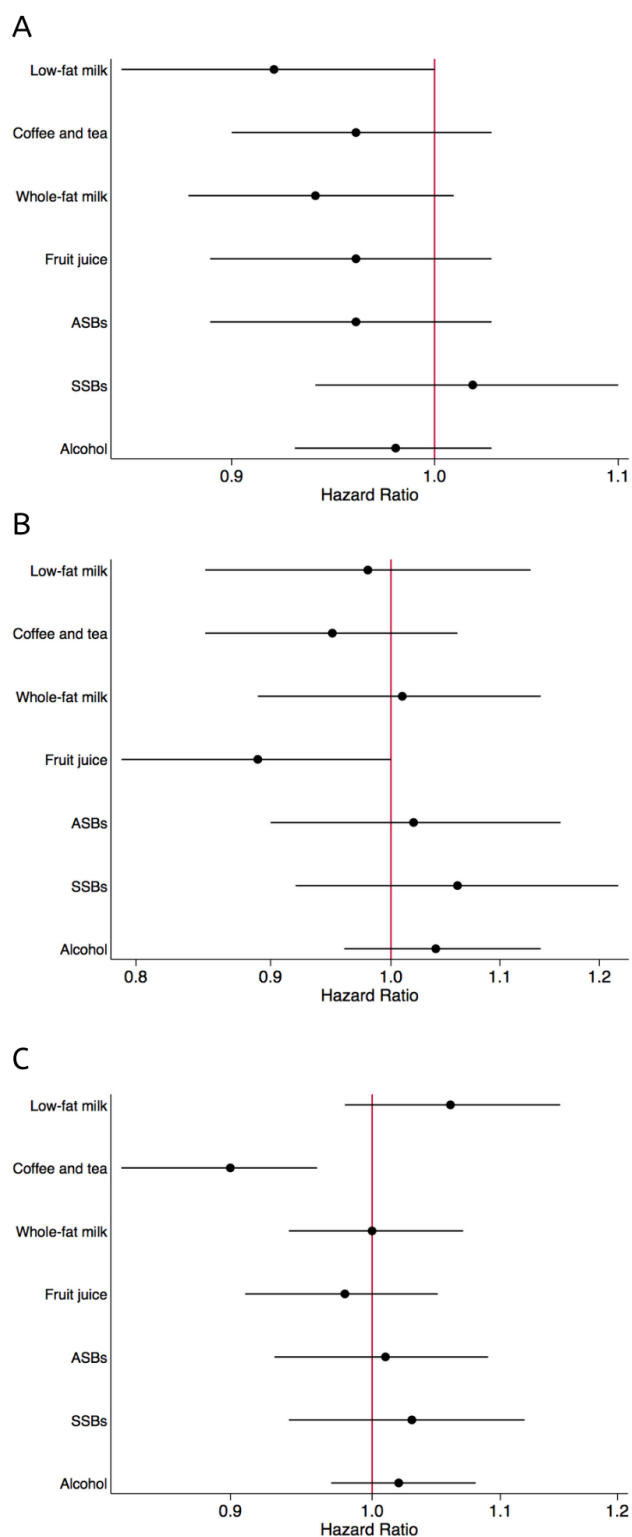 A
Low-fat milk
Coffee and tea
Whole-fat milk
Fruit juice
ASBs
SSBs
Alcohol
0.9 1.0 1.1
Hazard Ratio
B
Low-fat milk
Coffee and tea
Whole-fat milk
Fruit juice
ASBs
SSBs
Alcohol
0.8 0.9 1.0 1.1 1.2
Hazard Ratio
C
Low-fat milk
Coffee and tea
Whole-fat milk
Fruit juice
ASBs
SSBs
Alcohol
0.9 1.0 1.1 1.2
Hazard Ratio